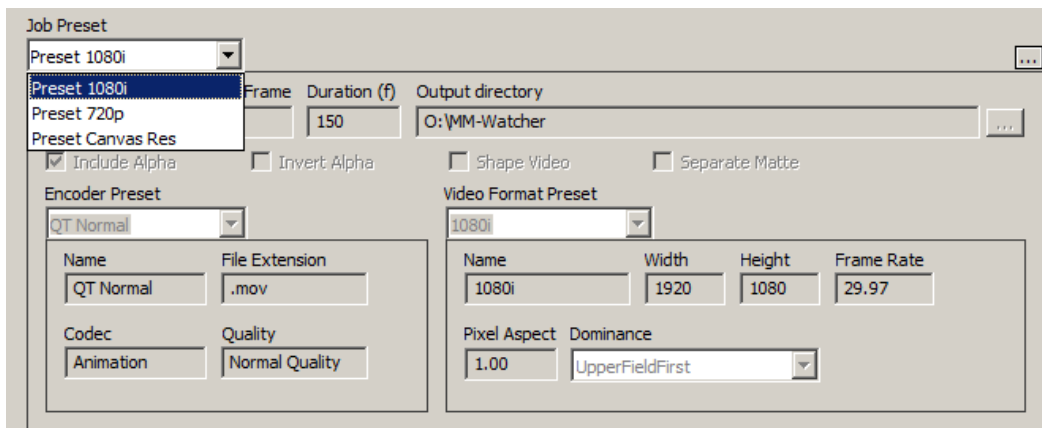 Job Preset
Preset 1080i
...
Preset 1080i
Preset 720p
Preset Canvas Res
Frame Duration (f) Output directory
150 O:\MM-Watcher ...
Include Alpha Invert Alpha Shape Video Separate Matte
Encoder Preset Video Format Preset
QT Normal 1080i
Name File Extension Name Width Height Frame Rate
QT Normal .mov 1080i 1920 1080 29.97
Codec Quality Pixel Aspect Dominance
Animation Normal Quality 1.00 UpperFieldFirst